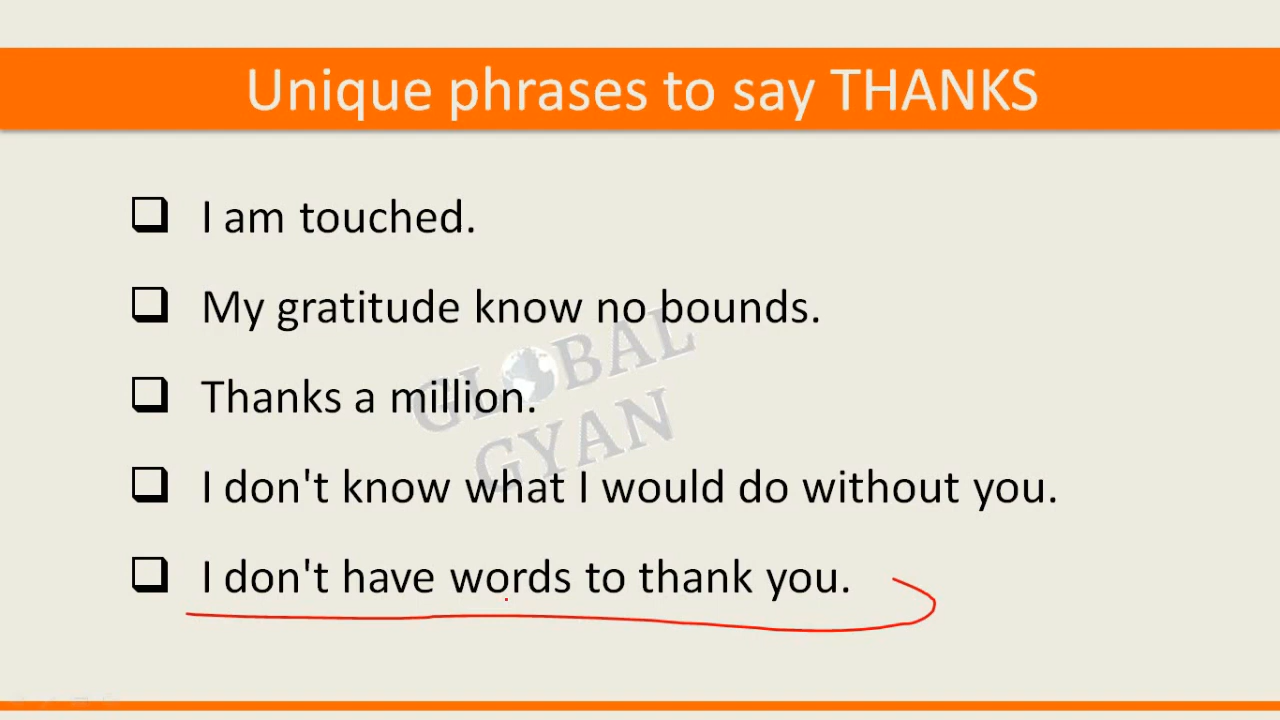 Unique phrases to say THANKS
I am touched.
My gratitude know no bounds.
GLOBAL
Thanks a million.
GYAN
I don't know what I would do without you.
I don't have words to thank you.